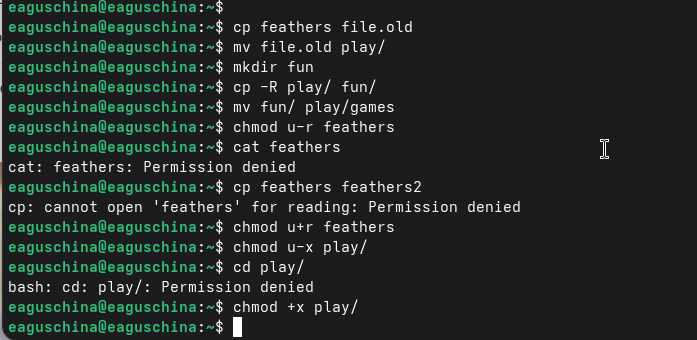 eaguschina@eaguschina:~$
eaguschina@eaguschina:~$ cp feathers file.old
eaguschina@eaguschina:~$ mv file.old play/
eaguschina@eaguschina:~$ mkdir fun
eaguschina@eaguschina:~$ cp -R play/ fun/
eaguschina@eaguschina:~$ mv fun/ play/games
eaguschina@eaguschina:~$ chmod u-r feathers
eaguschina@eaguschina:~$ cat feathers
cat: feathers: Permission denied
eaguschina@eaguschina:~$ cp feathers feathers2
cp: cannot open 'feathers' for reading: Permission denied
eaguschina@eaguschina:~$ chmod u+r feathers
eaguschina@eaguschina:~$ chmod u-x play/
eaguschina@eaguschina:~$ cd play/
bash: cd: play/: Permission denied
eaguschina@eaguschina:~$ chmod +x play/
eaguschina@eaguschina:~$